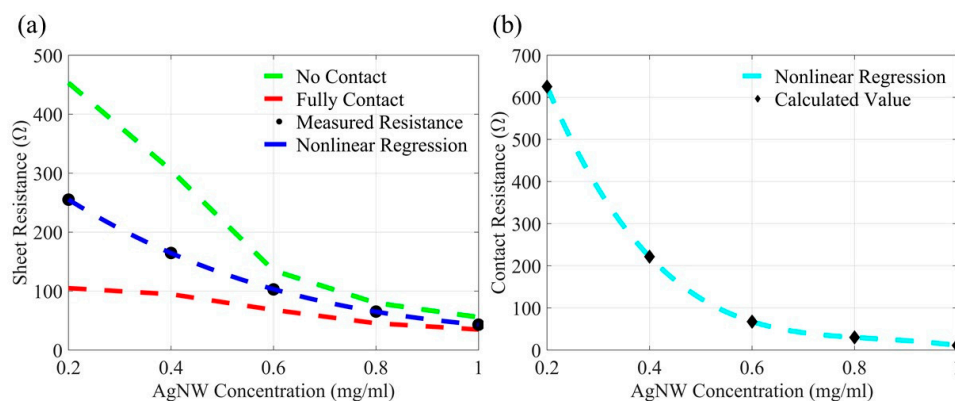 (a)
500
400
300
200
100
0
Sheet Resistance (Ω)
No Contact
Fully Contact
Measured Resistance
Nonlinear Regression
0.2 0.4 0.6 0.8 1
AgNW Concentration (mg/ml)
(b)
700
600
500
400
300
200
100
0
Contact Resistance (Ω)
Nonlinear Regression
Calculated Value
0.2 0.4 0.6 0.8 1
AgNW Concentration (mg/ml)